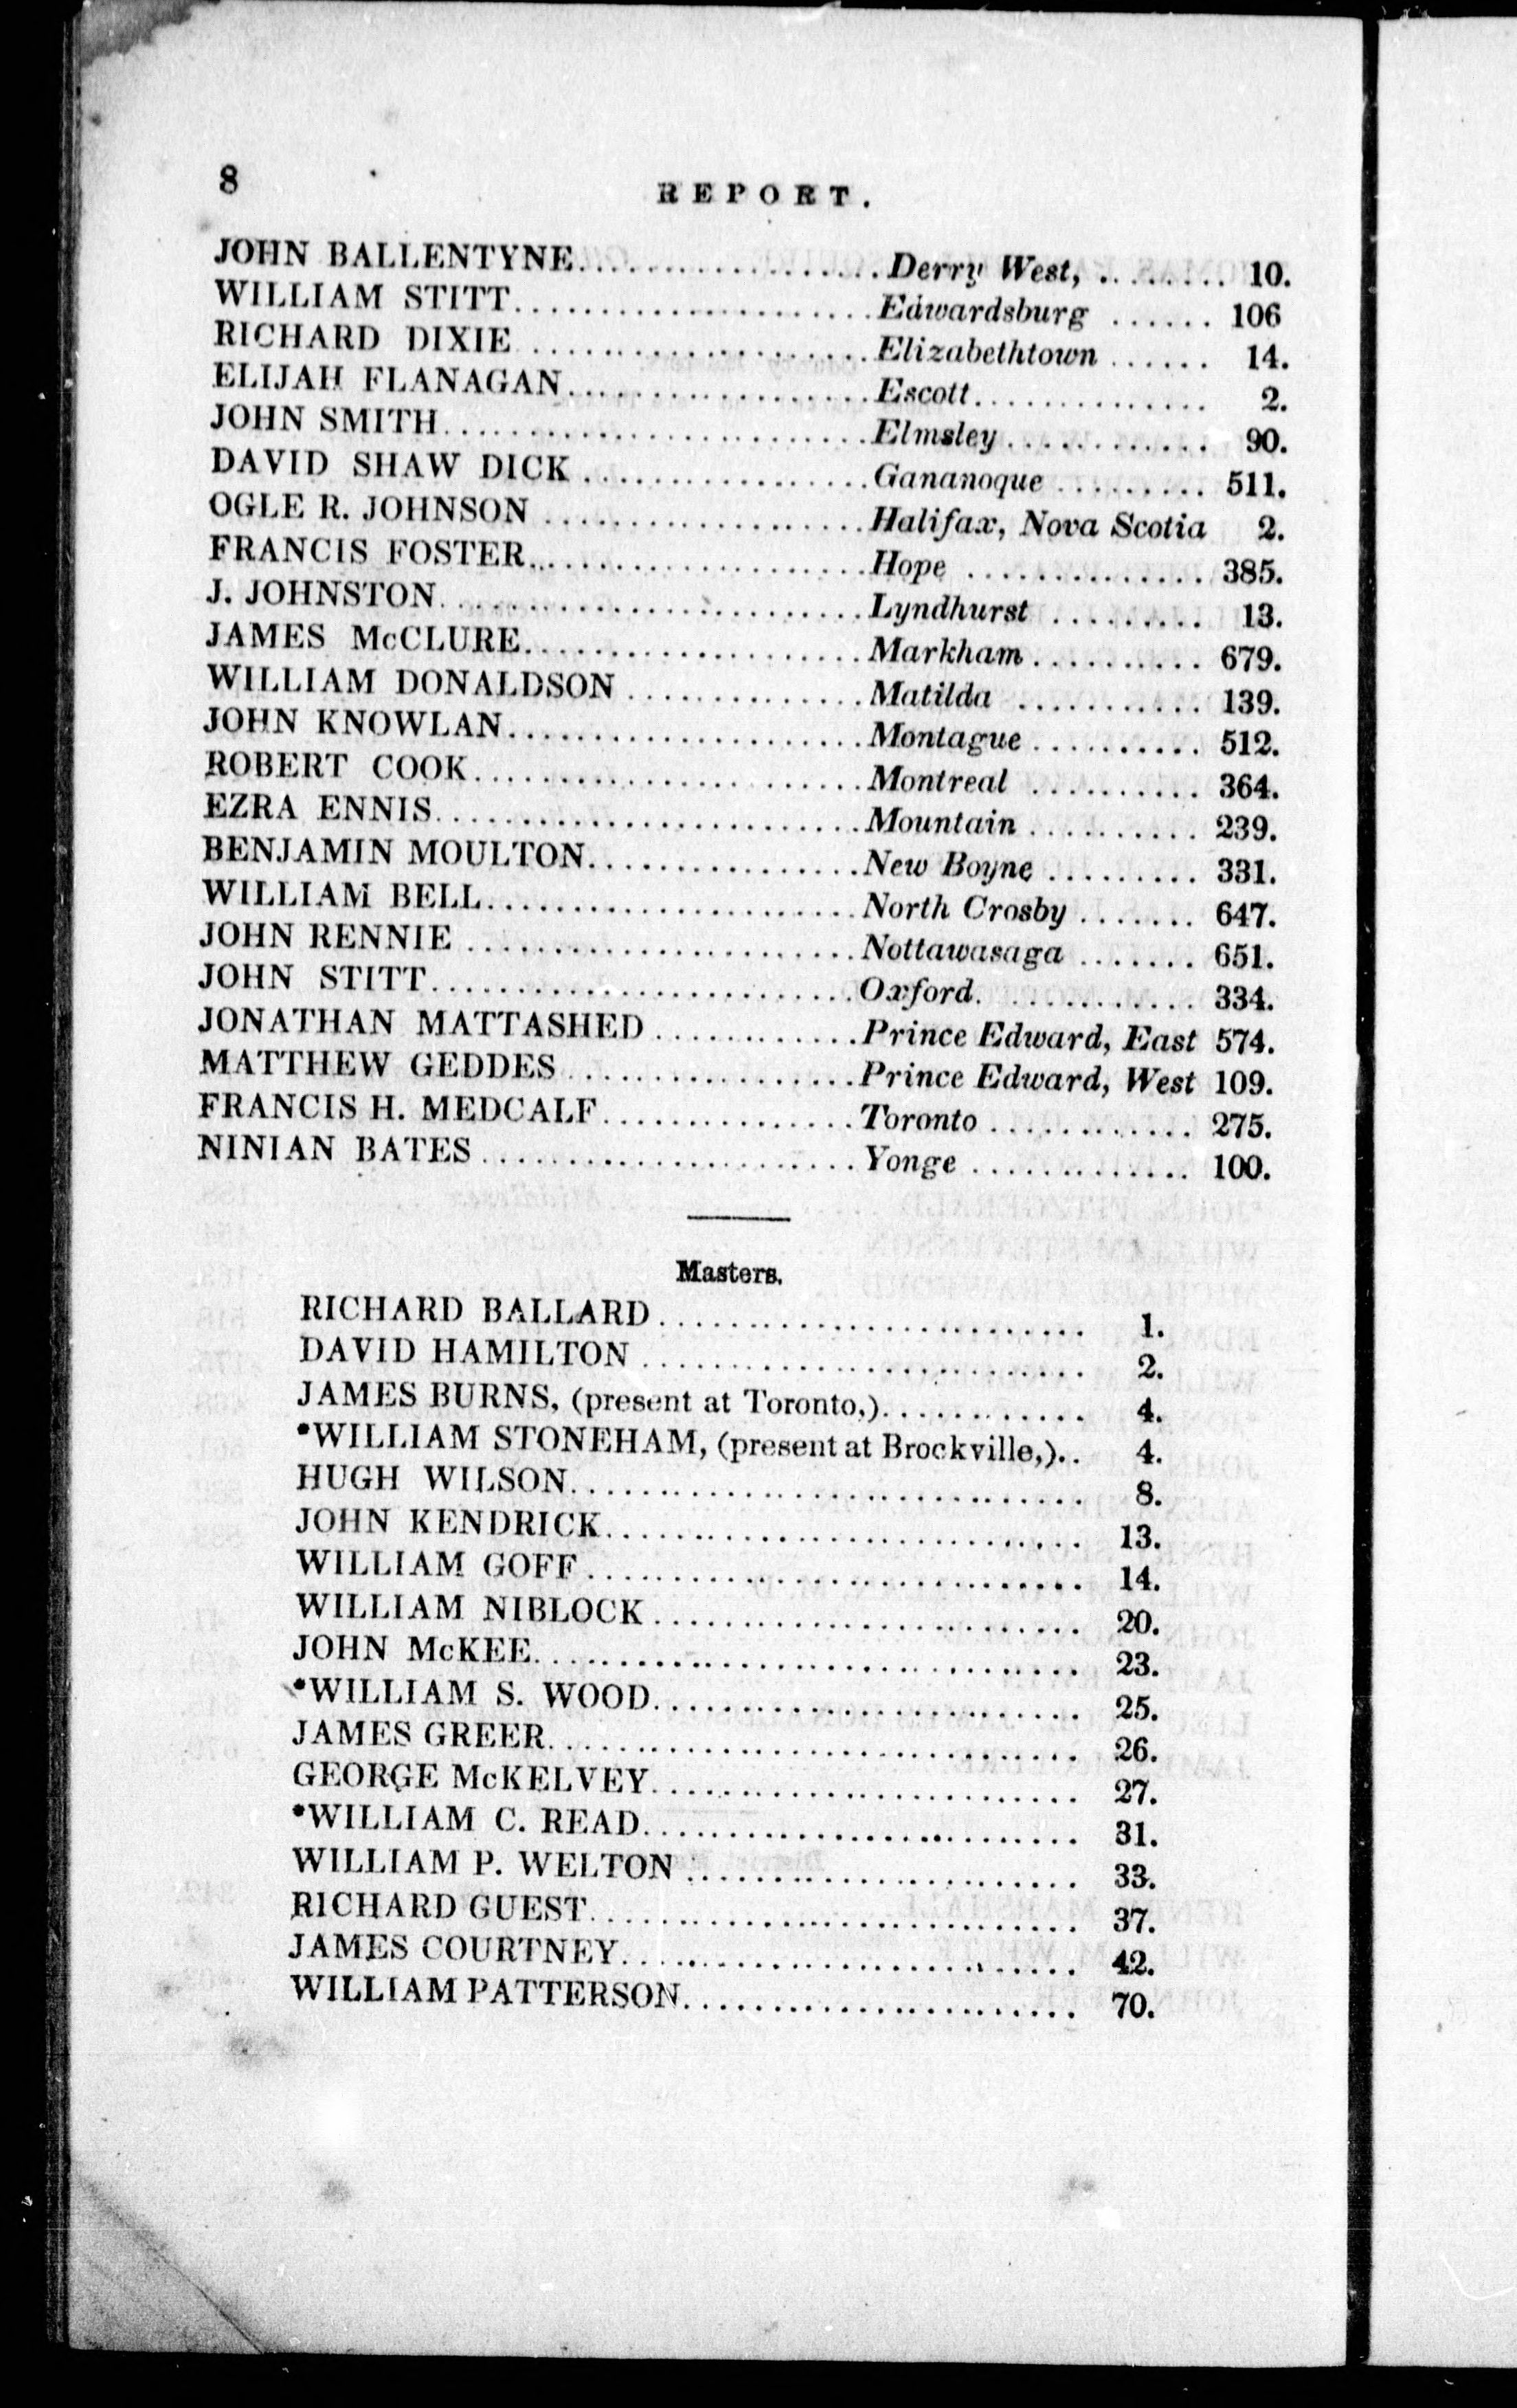 8
REPORT.
JOHN BALLENTYNE.................Derry West, ........ 10.
WILLIAM STITT.....................Edwardsburg ...... 106
RICHARD DIXIE ....................Elizabethtown ...... 14.
ELIJAH FLANAGAN..................Escott.............. 2.
JOHN SMITH.........................Elmsley............ 90.
DAVID SHAW DICK .................Gananoque ......... 511.
OGLE R. JOHNSON ...................Halifax, Nova Scotia 2.
FRANCIS FOSTER....................Hope .............. 385.
J. JOHNSTON.........................Lyndhurst ......... 13.
JAMES McCLURE....................Markham.......... 679.
WILLIAM DONALDSON ..............Matilda ........... 139.
JOHN KNOWLAN.....................Montague.......... 512.
ROBERT COOK.......................Montreal .......... 364.
EZRA ENNIS.........................Mountain .......... 239.
BENJAMIN MOULTON................New Boyne ......... 331.
WILLIAM BELL......................North Crosby....... 647.
JOHN RENNIE .......................Nottawasaga ....... 651.
JOHN STITT.........................Oxford............. 334.
JONATHAN MATTASHED ............Prince Edward, East 574.
MATTHEW GEDDES .................Prince Edward, West 109.
FRANCIS H. MEDCALF...............Toronto ............ 275.
NINIAN BATES ......................Yonge ............. 100.
Masters.
RICHARD BALLARD......................... 1.
DAVID HAMILTON .......................... 2.
JAMES BURNS, (present at Toronto,)............ 4.
*WILLIAM STONEHAM, (present at Brockville,).. 4.
HUGH WILSON.............................. 8.
JOHN KENDRICK............................ 13.
WILLIAM GOFF............................. 14.
WILLIAM NIBLOCK......................... 20.
JOHN McKEE................................ 23.
*WILLIAM S. WOOD......................... 25.
JAMES GREER............................... 26.
GEORGE McKELVEY......................... 27.
*WILLIAM C. READ.......................... 31.
WILLIAM P. WELTON ....................... 33.
RICHARD GUEST............................ 37.
JAMES COURTNEY.......................... 42.
WILLIAM PATTERSON....................... 70.